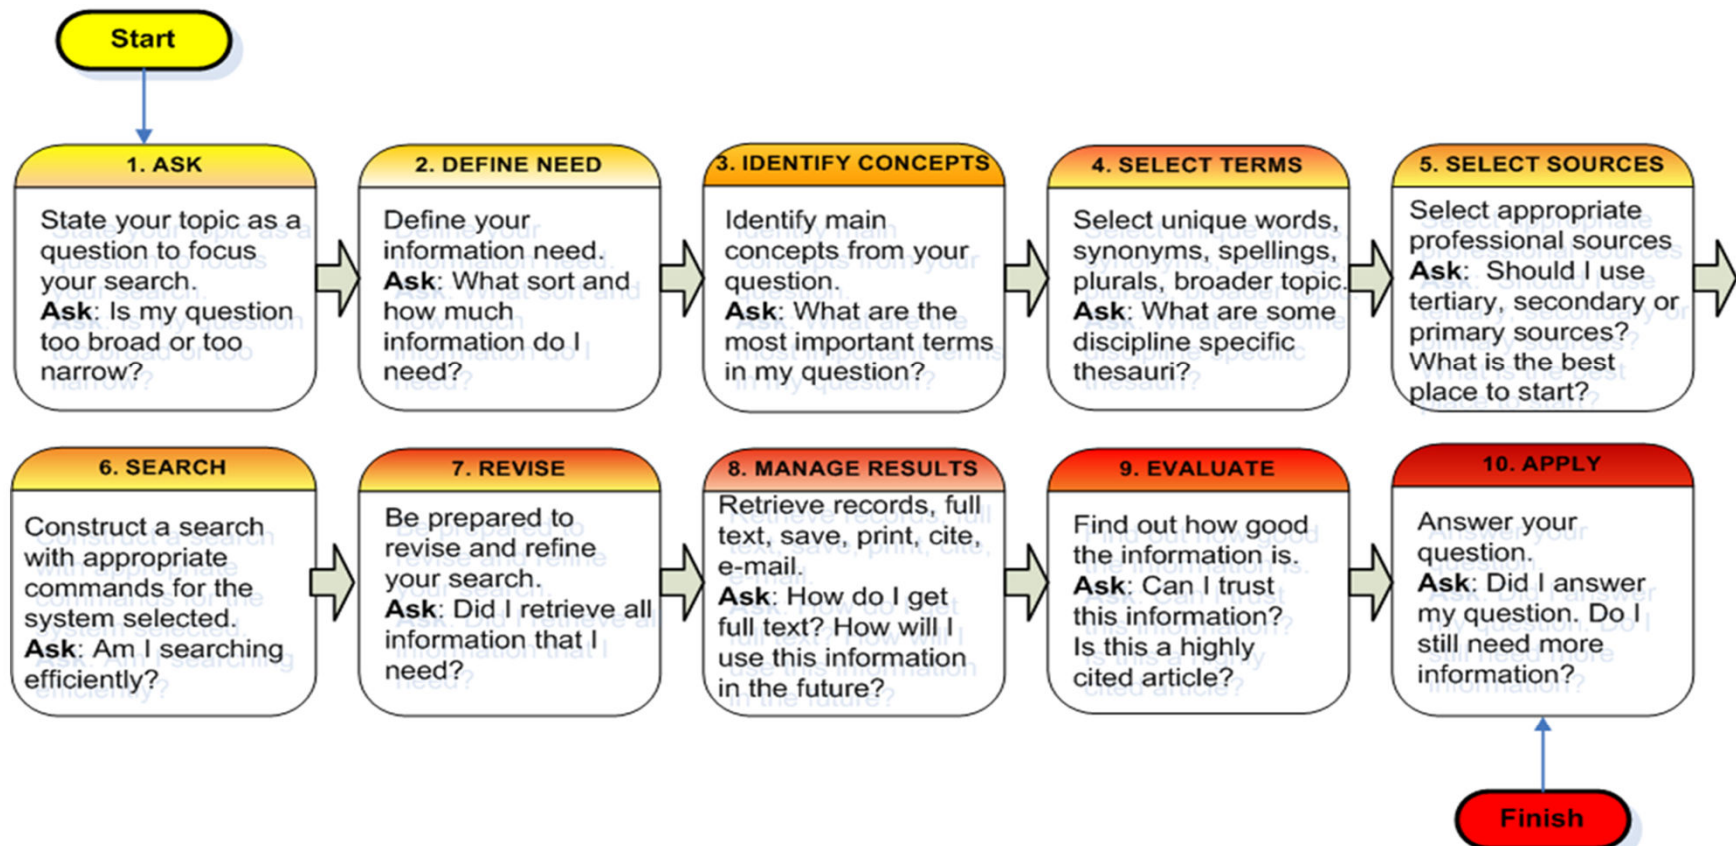 Start
1. ASK
State your topic as a
question to focus
your search.
Ask: Is my question
too broad or too
narrow?
2. DEFINE NEED
Define your
information need.
Ask: What sort and
how much
information do I
need?
3. IDENTIFY CONCEPTS
Identify main
concepts from your
question.
Ask: What are the
most important terms
in my question?
4. SELECT TERMS
Select unique words,
synonyms, spellings,
plurals, broader topic.
Ask: What are some
discipline specific
thesauri?
5. SELECT SOURCES
Select appropriate
professional sources
Ask: Should I use
tertiary, secondary or
primary sources?
What is the best
place to start?
6. SEARCH
Construct a search
with appropriate
commands for the
system selected.
Ask: Am I searching
efficiently?
7. REVISE
Be prepared to
revise and refine
your search.
Ask: Did I retrieve all
information that I
need?
8. MANAGE RESULTS
Retrieve records, full
text, save, print, cite,
e-mail.
Ask: How do I get
full text? How will I
use this information
in the future?
9. EVALUATE
Find out how good
the information is.
Ask: Can I trust
this information?
Is this a highly
cited article?
10. APPLY
Answer your
question.
Ask: Did I answer
my question. Do I
still need more
information?
Finish